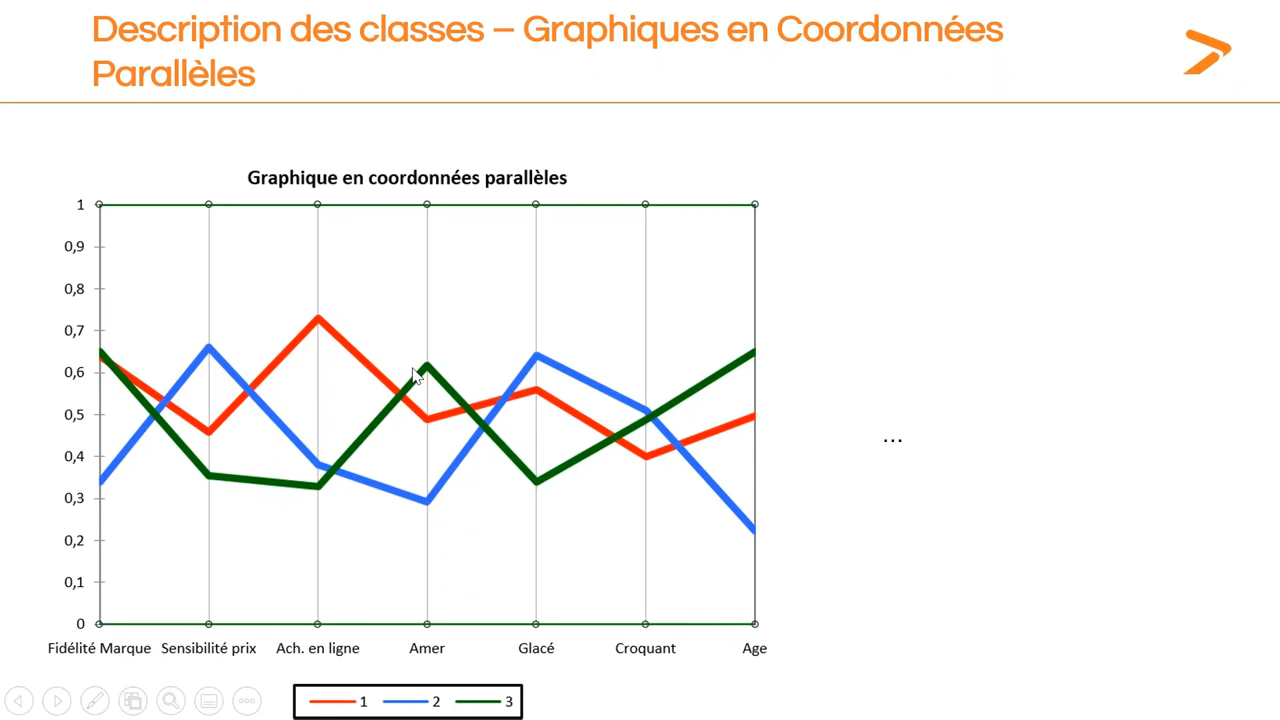 Description des classes – Graphiques en Coordonnées
Parallèles
Graphique en coordonnées parallèles
1
0,9
0,8
0,7
0,6
0,5
0,4
0,3
0,2
0,1
0
Fidélité Marque Sensibilité prix Ach. en ligne Amer Glacé Croquant Age
1 2 3
...